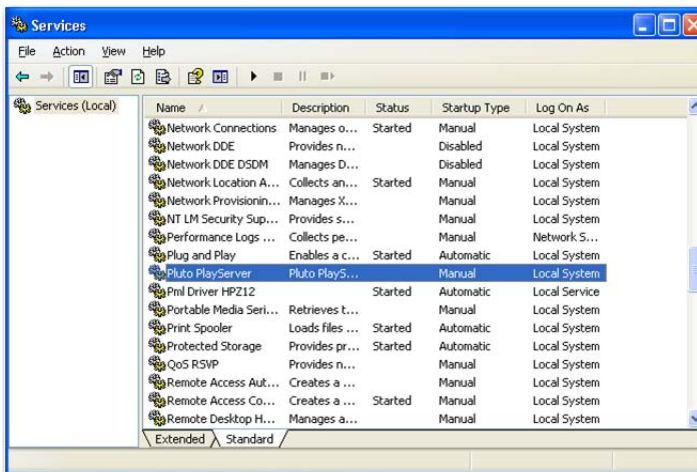 Services
File Action View Help
Services (Local)
Name Description Status Startup Type Log On As
Network Connections Manages o... Started Manual Local System
Network DDE Provides n... Disabled Local System
Network DDE DSDM Manages D... Disabled Local System
Network Location A... Collects an... Started Manual Local System
Network Provisionin... Manages X... Manual Local System
NT LM Security Sup... Provides s... Manual Local System
Performance Logs ... Collects pe... Manual Network S...
Plug and Play Enables a c... Started Automatic Local System
Pluto PlayServer Pluto PlayS... Manual Local System
Pml Driver HPZ12 Started Automatic Local Service
Portable Media Seri... Retrieves t... Manual Local System
Print Spooler Loads files ... Started Automatic Local System
Protected Storage Provides pr... Started Automatic Local System
QoS RSVP Provides n... Manual Local System
Remote Access Aut... Creates a ... Manual Local System
Remote Access Co... Creates a ... Started Manual Local System
Remote Desktop H... Manages a... Manual Local System
Extended Standard